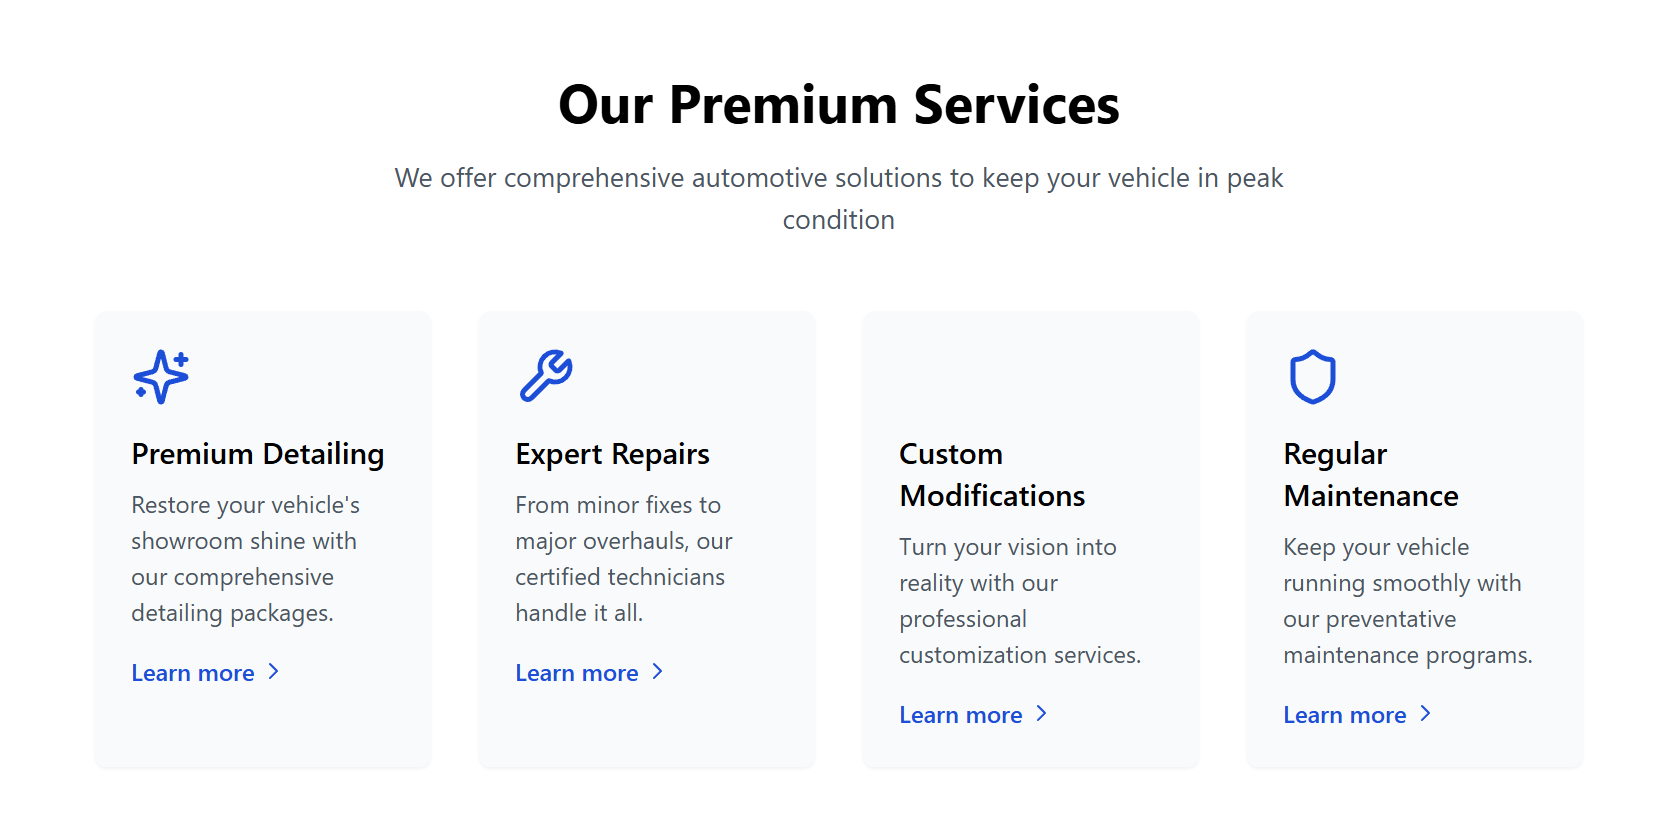 Our Premium Services
We offer comprehensive automotive solutions to keep your vehicle in peak
condition
Premium Detailing
Restore your vehicle's
showroom shine with
our comprehensive
detailing packages.
Learn more
Expert Repairs
From minor fixes to
major overhauls, our
certified technicians
handle it all.
Learn more
Custom
Modifications
Turn your vision into
reality with our
professional
customization services.
Learn more
Regular
Maintenance
Keep your vehicle
running smoothly with
our preventative
maintenance programs.
Learn more